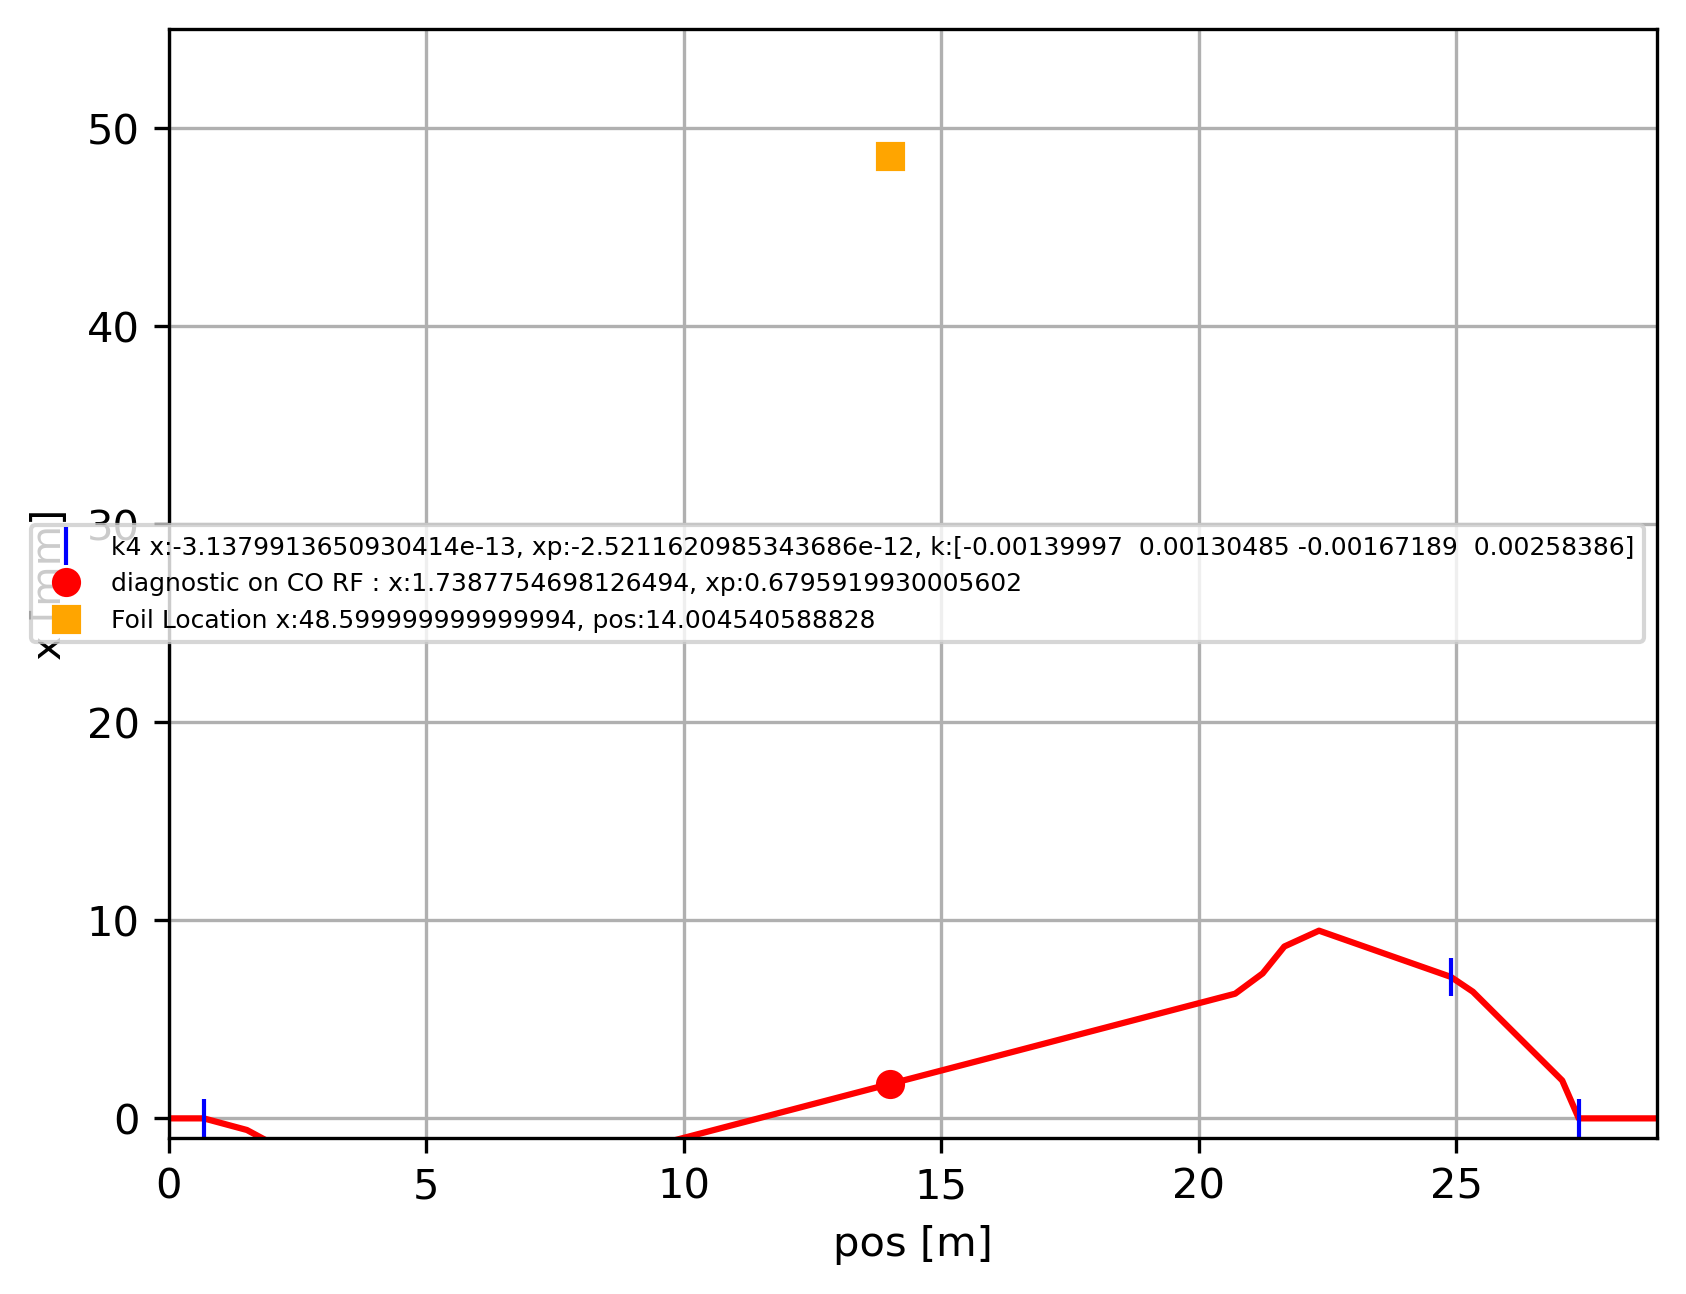 50
40
30
k4 x:-3.1379913650930414e-13, xp:-2.5211620985343686e-12, k:[-0.00139997  0.00130485 -0.00167189  0.00258386]
diagnostic on CO RF : x:1.7387754698126494, xp:0.6795919930005602
Foil Location x:48.599999999999994, pos:14.004540588828
x [mm]
20
10
0
0 5 10 15 20 25
pos [m]